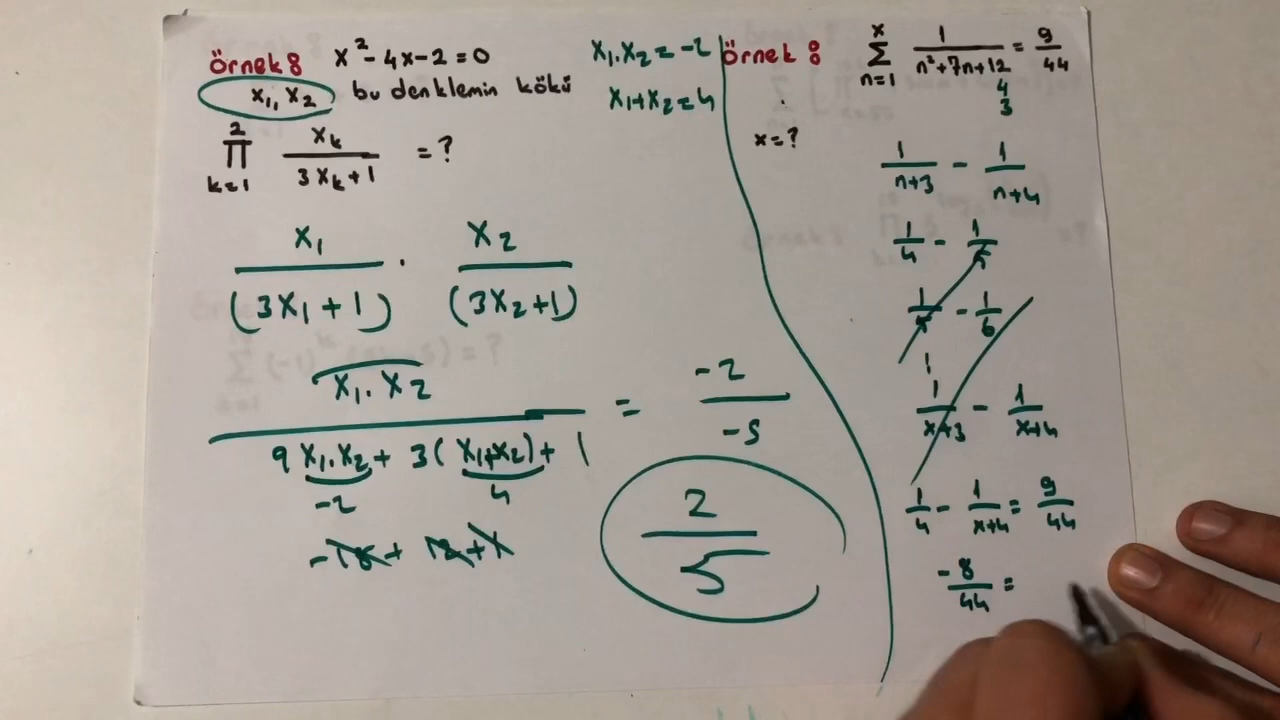 Örnek 8 x² - 4x - 2 = 0
x₁, x₂ bu denklemin kökü
x₁ . x₂ = -2
x₁ + x₂ = 4
2
∏ xₖ / 3xₖ + 1 = ?
k=1
x₁ / (3x₁ + 1) . x₂ / (3x₂ + 1)
x₁ . x₂ / 9x₁.x₂ + 3(x₁+x₂) + 1 = -2 / -5
-2 4
-18 + 12 + 1
2 / 5
Örnek 8
x
∑ 1 / n² + 7n + 12 = 9 / 44
n=1
4
3
x = ?
1 / n+3 - 1 / n+4
1/4 - 1/5
1/5 - 1/6
1 / x+3 - 1 / x+4
1/4 - 1 / x+4 = 9/44
-8/44 =